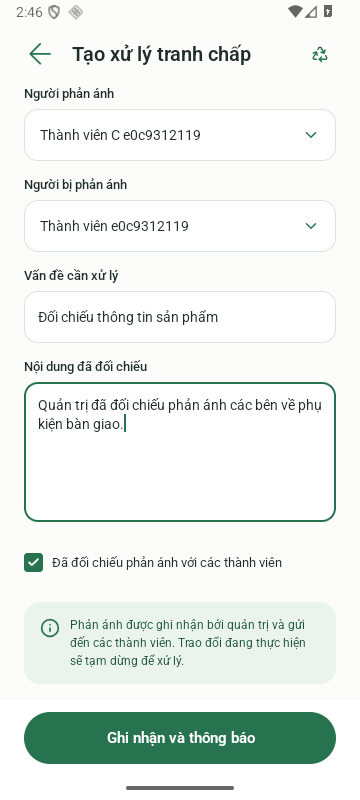 2:46
Tạo xử lý tranh chấp
Người phản ánh
Thành viên C e0c9312119
Người bị phản ánh
Thành viên e0c9312119
Vấn đề cần xử lý
Đối chiếu thông tin sản phẩm
Nội dung đã đối chiếu
Quản trị đã đối chiếu phản ánh các bên về phụ
kiện bàn giao.
Đã đối chiếu phản ánh với các thành viên
Phản ánh được ghi nhận bởi quản trị và gửi
đến các thành viên. Trao đổi đang thực hiện
sẽ tạm dừng để xử lý.
Ghi nhận và thông báo